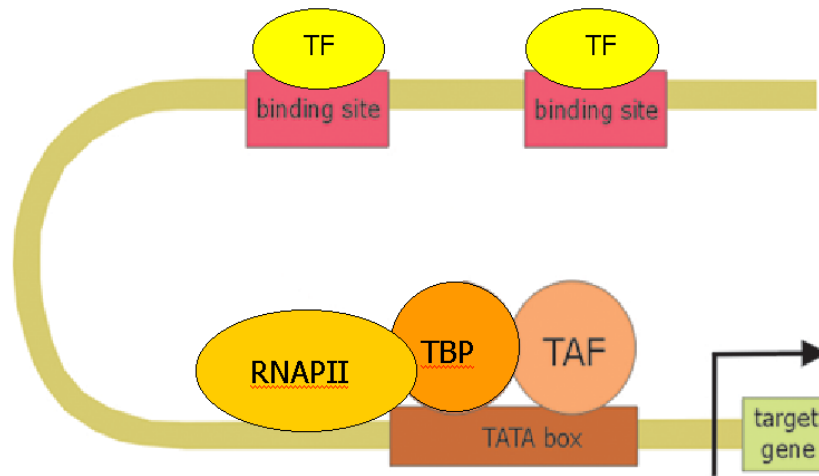 TF
TF
binding site
binding site
RNAPII
TBP
TAF
TATA box
target
gene